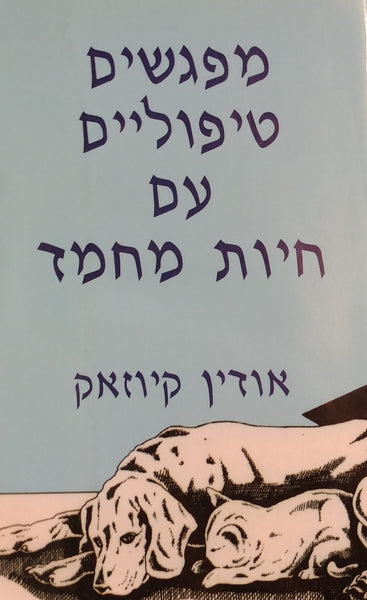 מפגשים
טיפוליים
עם
חיות מחמד
אודין קיוזאק